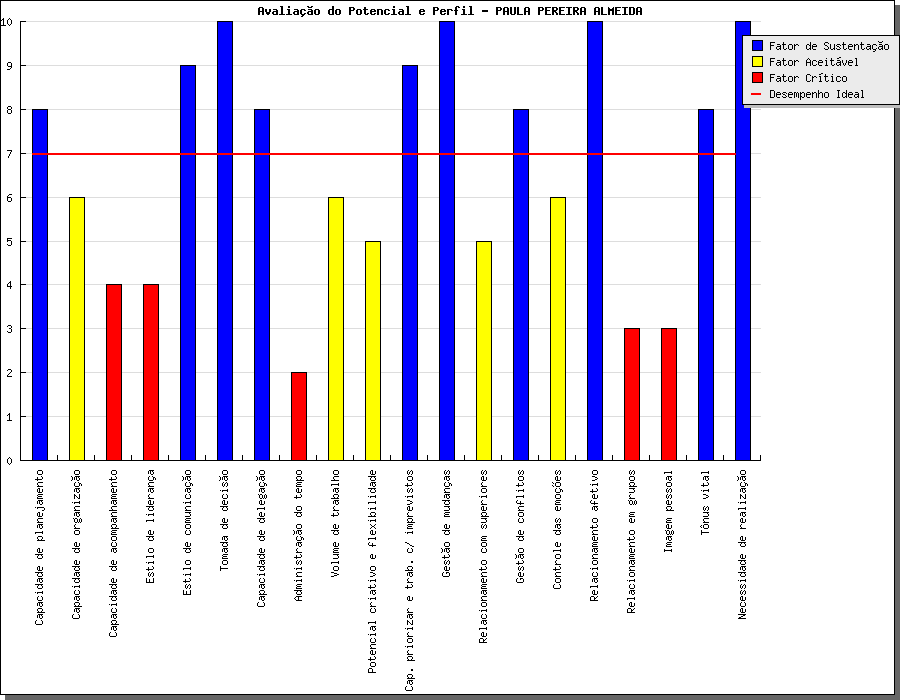 Avaliação do Potencial e Perfil - PAULA PEREIRA ALMEIDA
Fator de Sustentação
Fator Aceitável
Fator Crítico
Desempenho Ideal
10
9
8
7
6
5
4
3
2
1
0
Capacidade de planejamento
Capacidade de organização
Capacidade de acompanhamento
Estilo de liderança
Estilo de comunicação
Tomada de decisão
Capacidade de delegação
Administração do tempo
Volume de trabalho
Potencial criativo e flexibilidade
Cap. priorizar e trab. c/ imprevistos
Gestão de mudanças
Relacionamento com superiores
Gestão de conflitos
Controle das emoções
Relacionamento afetivo
Relacionamento em grupos
Imagem pessoal
Tônus vital
Necessidade de realização